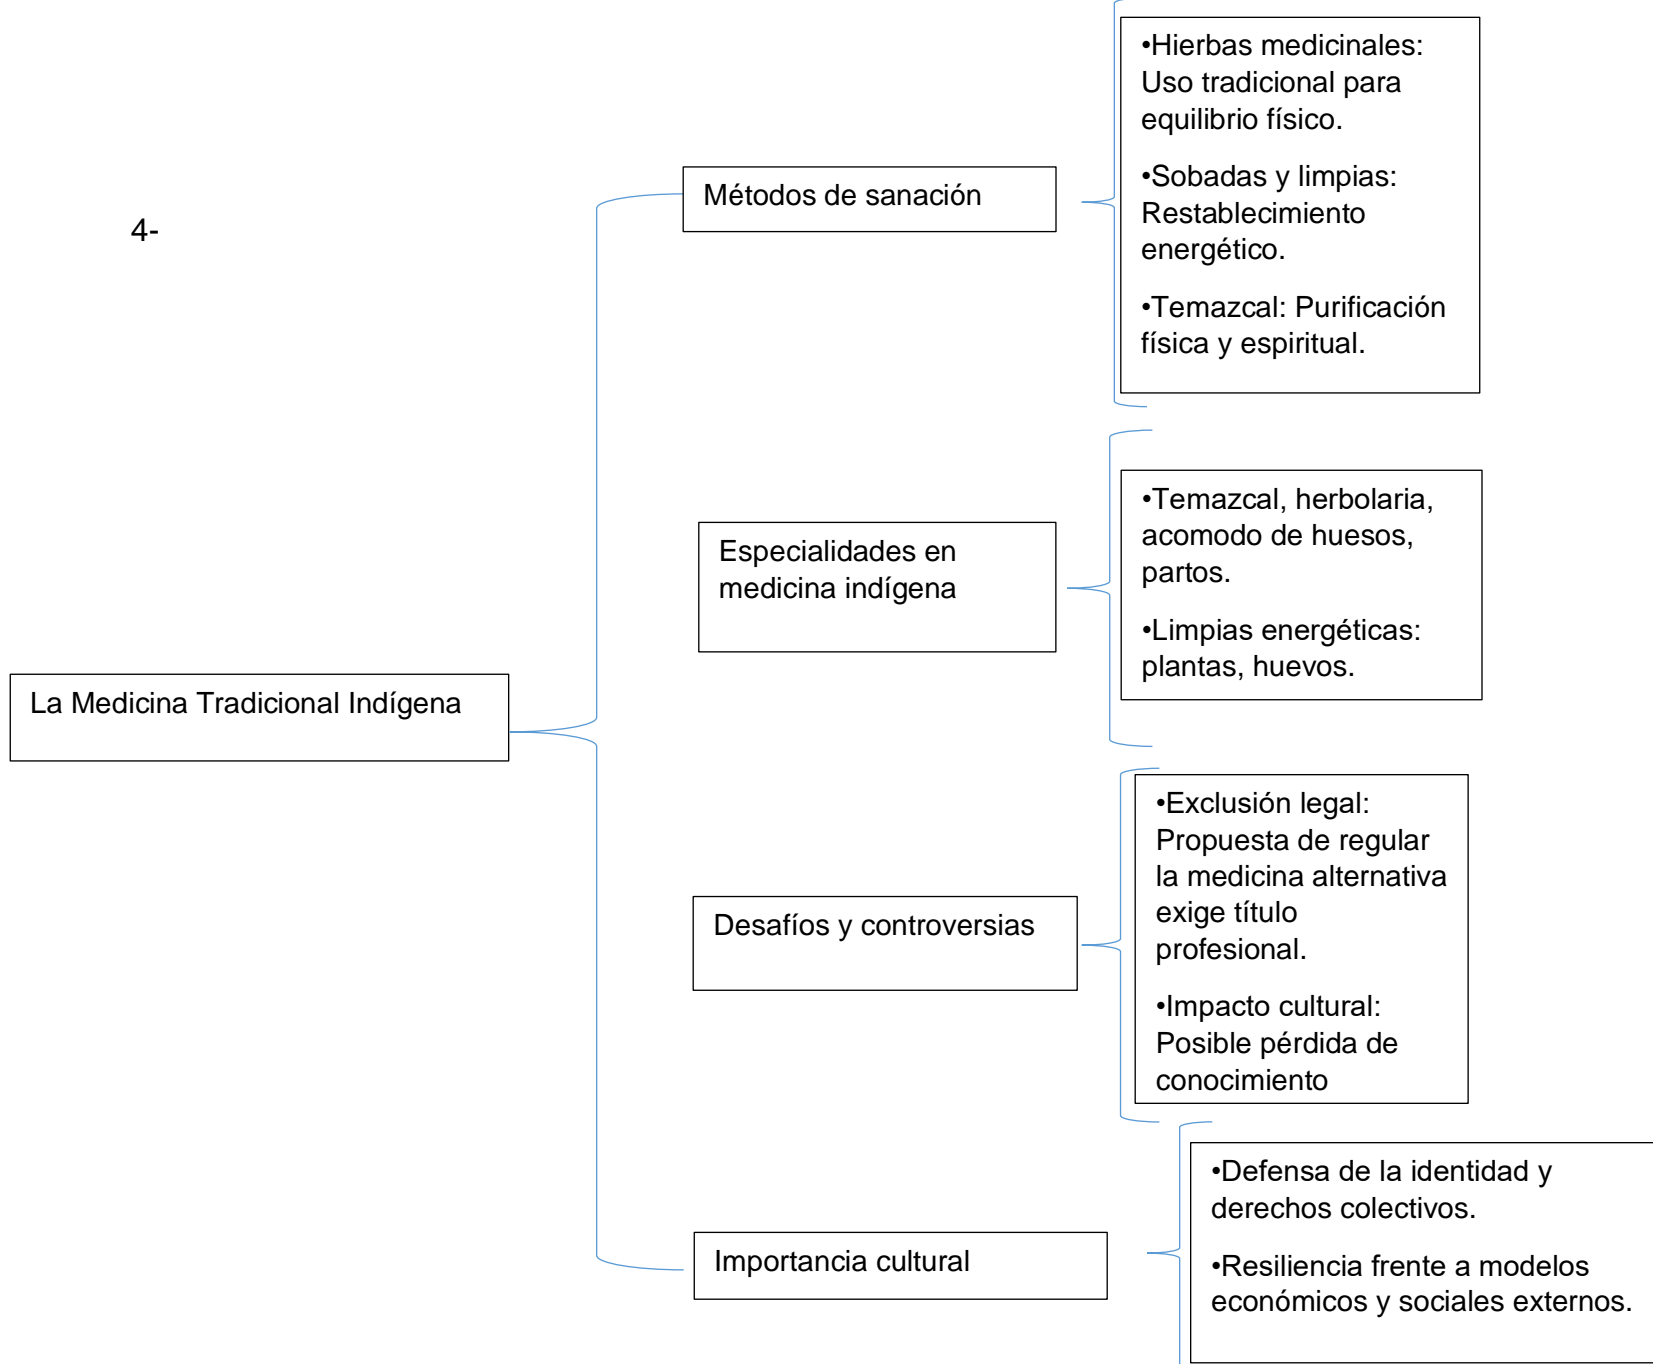 4-
La Medicina Tradicional Indígena
Métodos de sanación
•Hierbas medicinales:
Uso tradicional para
equilibrio físico.
•Sobadas y limpias:
Restablecimiento
energético.
•Temazcal: Purificación
física y espiritual.
Especialidades en
medicina indígena
•Temazcal, herbolaria,
acomodo de huesos,
partos.
•Limpias energéticas:
plantas, huevos.
Desafíos y controversias
•Exclusión legal:
Propuesta de regular
la medicina alternativa
exige título
profesional.
•Impacto cultural:
Posible pérdida de
conocimiento
Importancia cultural
•Defensa de la identidad y
derechos colectivos.
•Resiliencia frente a modelos
económicos y sociales externos.